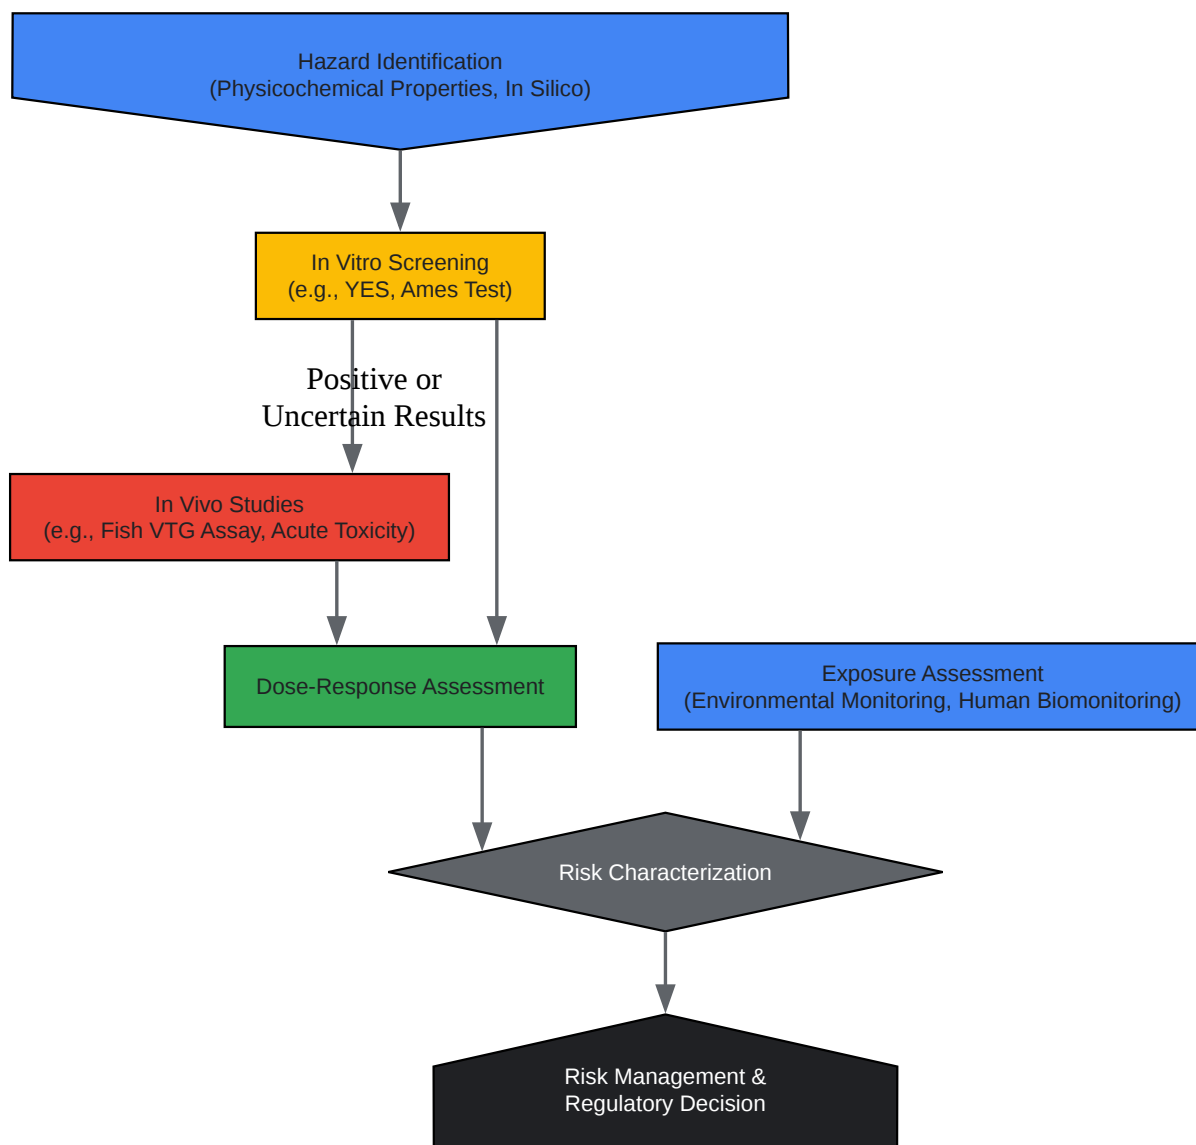 Hazard Identification
(Physicochemical Properties, In Silico)
In Vitro Screening
(e.g., YES, Ames Test)
Positive or
Uncertain Results
In Vivo Studies
(e.g., Fish VTG Assay, Acute Toxicity)
Dose-Response Assessment
Exposure Assessment
(Environmental Monitoring, Human Biomonitoring)
Risk Characterization
Risk Management &
Regulatory Decision